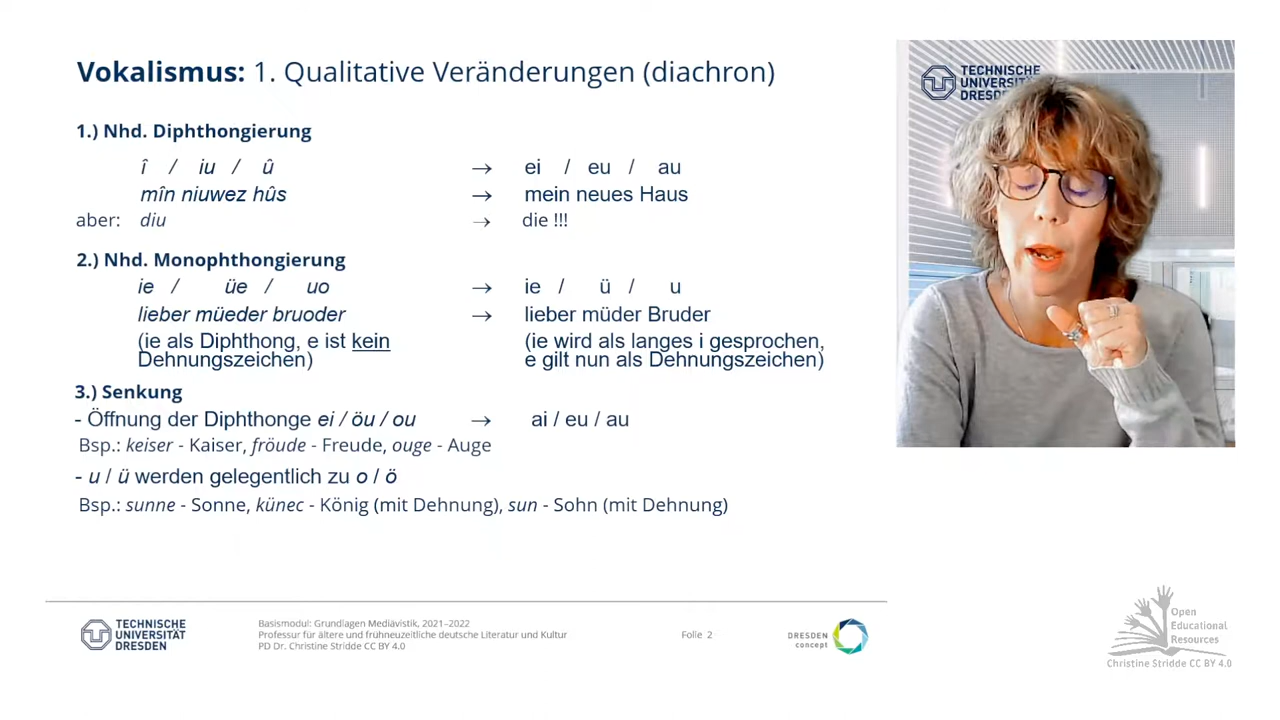 Vokalismus: 1. Qualitative Veränderungen (diachron)
1.) Nhd. Diphthongierung
î / iu / û → ei / eu / au
mîn niuwez hûs → mein neues Haus
aber: diu → die !!!
2.) Nhd. Monophthongierung
ie / üe / uo → ie / ü / u
lieber müeder bruoder → lieber müder Bruder
(ie als Diphthong, e ist kein
Dehnungszeichen)
(ie wird als langes i gesprochen,
e gilt nun als Dehnungszeichen)
3.) Senkung
- Öffnung der Diphthonge ei / öu / ou → ai / eu / au
Bsp.: keiser - Kaiser, fröude - Freude, ouge - Auge
- u / ü werden gelegentlich zu o / ö
Bsp.: sunne - Sonne, künec - König (mit Dehnung), sun - Sohn (mit Dehnung)
TECHNISCHE
UNIVERSITÄT
DRESDEN
Basismodul: Grundlagen Mediävistik, 2021–2022
Professur für ältere und frühneuzeitliche deutsche Literatur und Kultur
PD Dr. Christine Stridde CC BY 4.0
Folie 2
DRESDEN
concept
TECHNISCHE
Open
Educational
Resources
Christine Stridde CC BY 4.0